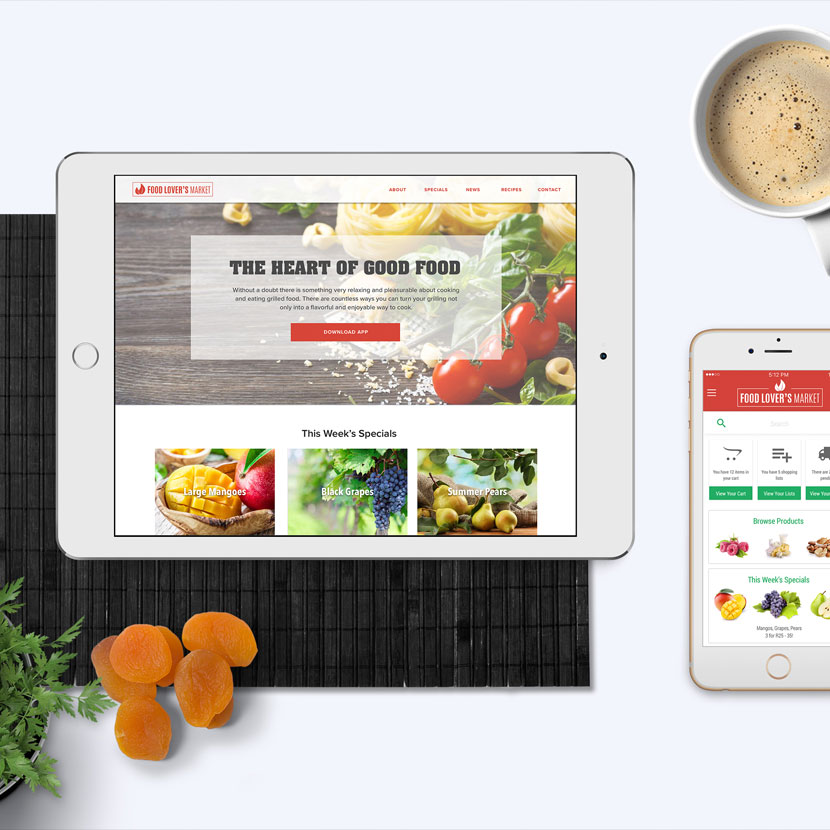 FOOD LOVER'S MARKET
ABOUT SPECIALS NEWS RECIPES CONTACT
THE HEART OF GOOD FOOD
Without a doubt there is something very relaxing and pleasurable about cooking
and eating grilled food. There are countless ways you can turn your grilling not
only into a flavorful and enjoyable way to cook.
DOWNLOAD APP
This Week's Specials
Large Mangoes Black Grapes Summer Pears
5:12 PM
FOOD LOVER'S MARKET
Search
You have 12 items in
your cart
You have 5 shopping
lists
There are 2
pend
View Your Cart
View Your Lists
View You
Browse Products
This Week's Specials
Mangos, Grapes, Pears
3 for R25 - 35!